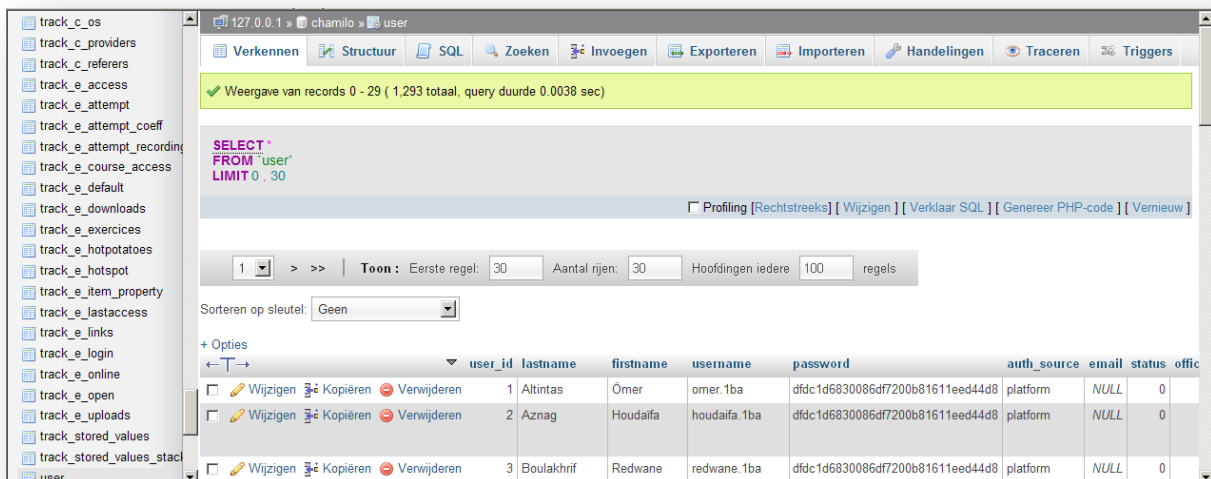 track_c_os
track_c_providers
track_c_referers
track_e_access
track_e_attempt
track_e_attempt_coeff
track_e_attempt_recording
track_e_course_access
track_e_default
track_e_downloads
track_e_exercices
track_e_hotpotatoes
track_e_hotspot
track_e_item_property
track_e_lastaccess
track_e_links
track_e_login
track_e_online
track_e_open
track_e_uploads
track_stored_values
track_stored_values_stack
user
127.0.0.1 » chamilo » user
Verkennen Structuur SQL Zoeken Invoegen Exporteren Importeren Handelingen Traceren Triggers
Weergave van records 0 - 29 ( 1,293 totaal, query duurde 0.0038 sec)
SELECT *
FROM `user`
LIMIT 0 , 30
Profiling [Rechtstreeks] [ Wijzigen ] [ Verklaar SQL ] [ Genereer PHP-code ] [ Vernieuw ]
1 > >> | Toon : Eerste regel: 30 Aantal rijen: 30 Hoofdingen iedere 100 regels
Sorteren op sleutel: Geen
+ Opties
←T→ user_id lastname firstname username password auth_source email status offic
Wijzigen Kopiëren Verwijderen 1 Altintas Ömer omer.1ba dfdc1d6830086df7200b81611eed44d8 platform NULL 0
Wijzigen Kopiëren Verwijderen 2 Aznag Houdaïfa houdaifa.1ba dfdc1d6830086df7200b81611eed44d8 platform NULL 0
Wijzigen Kopiëren Verwijderen 3 Boulakhrif Redwane redwane.1ba dfdc1d6830086df7200b81611eed44d8 platform NULL 0